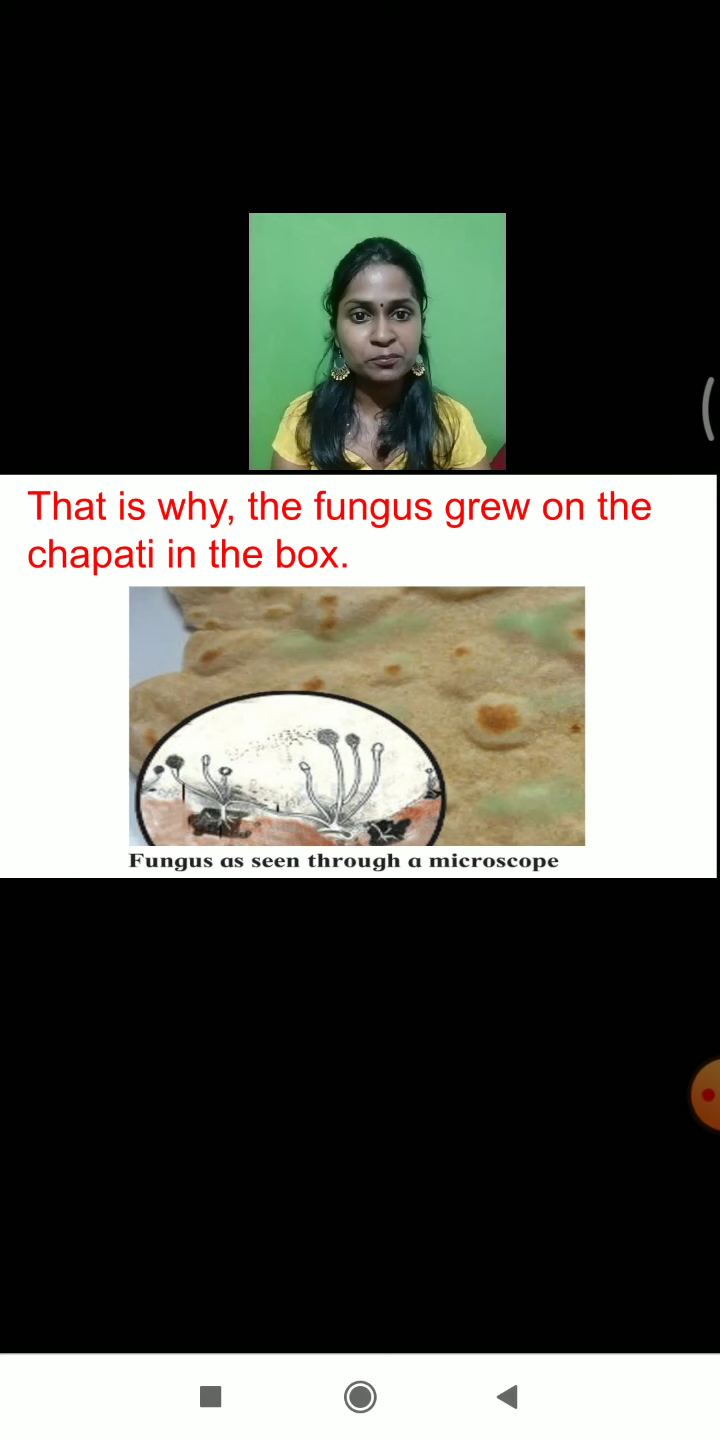 That is why, the fungus grew on the
chapati in the box.
Fungus as seen through a microscope